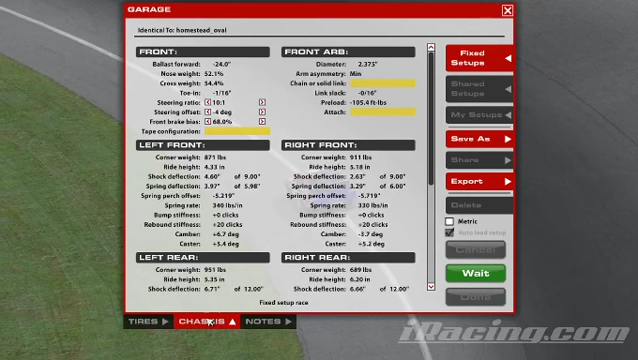 GARAGE
Identical To: homestead_oval
FRONT:
Ballast forward: -24.0"
Nose weight: 52.1%
Cross weight: 54.4%
Toe-in: -1/16"
Steering ratio: 10:1
Steering offset: -4 deg
Front brake bias: 68.0%
Tape configuration:
FRONT ARB:
Diameter: 2.375"
Arm asymmetry: Min
Chain or solid link:
Link slack: -0/16"
Preload: -105.4 ft-lbs
Attach:
LEFT FRONT:
Corner weight: 871 lbs
Ride height: 4.33 in
Shock deflection: 4.60" of 9.00"
Spring deflection: 3.97" of 5.98"
Spring perch offset: -5.219"
Spring rate: 340 lbs/in
Bump stiffness: +0 clicks
Rebound stiffness: +20 clicks
Camber: +6.7 deg
Caster: +5.4 deg
RIGHT FRONT:
Corner weight: 911 lbs
Ride height: 5.18 in
Shock deflection: 2.63" of 9.00"
Spring deflection: 3.29" of 6.00"
Spring perch offset: -5.719"
Spring rate: 330 lbs/in
Bump stiffness: +0 clicks
Rebound stiffness: +20 clicks
Camber: -3.7 deg
Caster: +5.2 deg
LEFT REAR:
Corner weight: 951 lbs
Ride height: 5.35 in
Shock deflection: 6.71" of 12.00"
RIGHT REAR:
Corner weight: 689 lbs
Ride height: 6.20 in
Shock deflection: 6.66" of 12.00"
Fixed setup race
Fixed Setups
Shared Setups
My Setups
Save As
Share
Export
Delete
Metric
Auto load setup
Cancel
Wait
Done
TIRES
CHASSIS
NOTES
iRacing.com